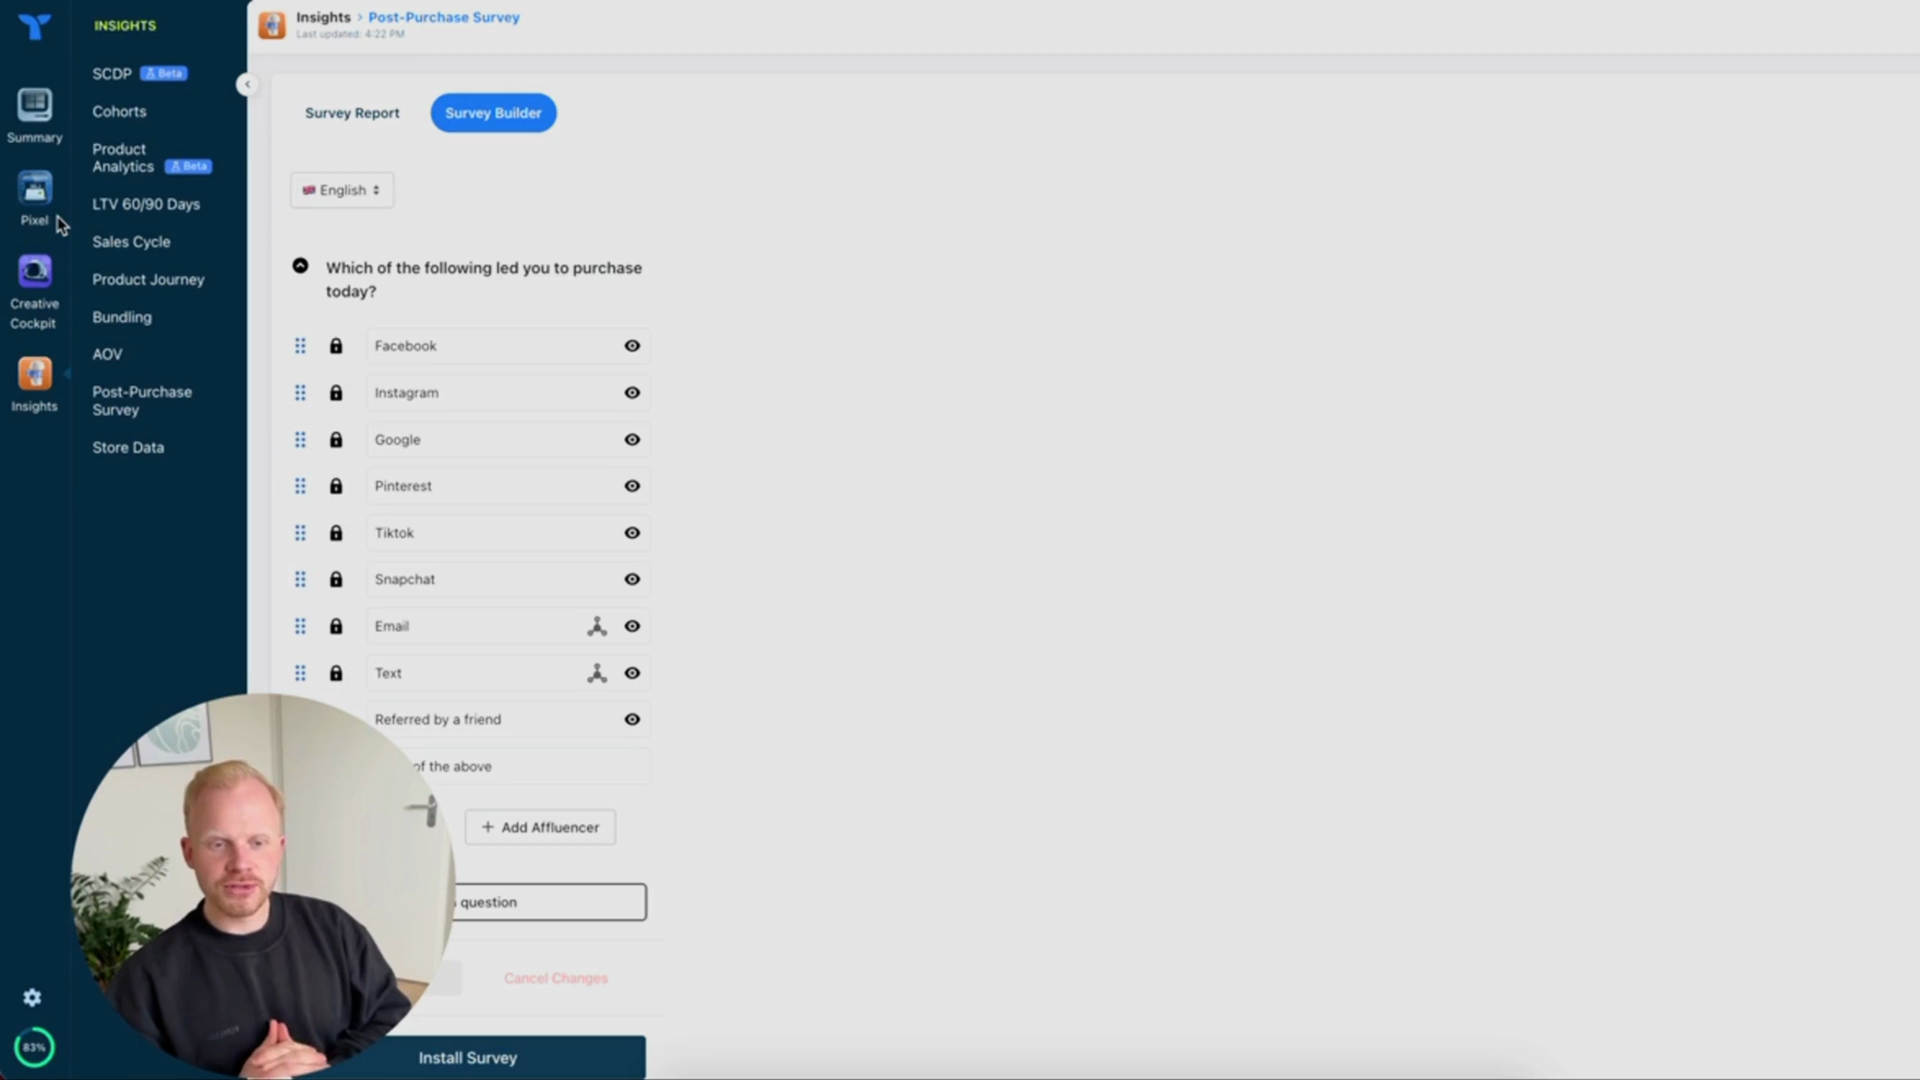 INSIGHTS
SCDP Beta
Cohorts
Product
Analytics Beta
LTV 60/90 Days
Sales Cycle
Product Journey
Bundling
AOV
Post-Purchase
Survey
Store Data
Summary
Pixel
Creative
Cockpit
Insights
83%
Insights > Post-Purchase Survey
Last updated: 4:22 PM
Survey Report
Survey Builder
English
Which of the following led you to purchase
today?
Facebook
Instagram
Google
Pinterest
Tiktok
Snapchat
Email
Text
Referred by a friend
of the above
+ Add Affluencer
question
Cancel Changes
Install Survey